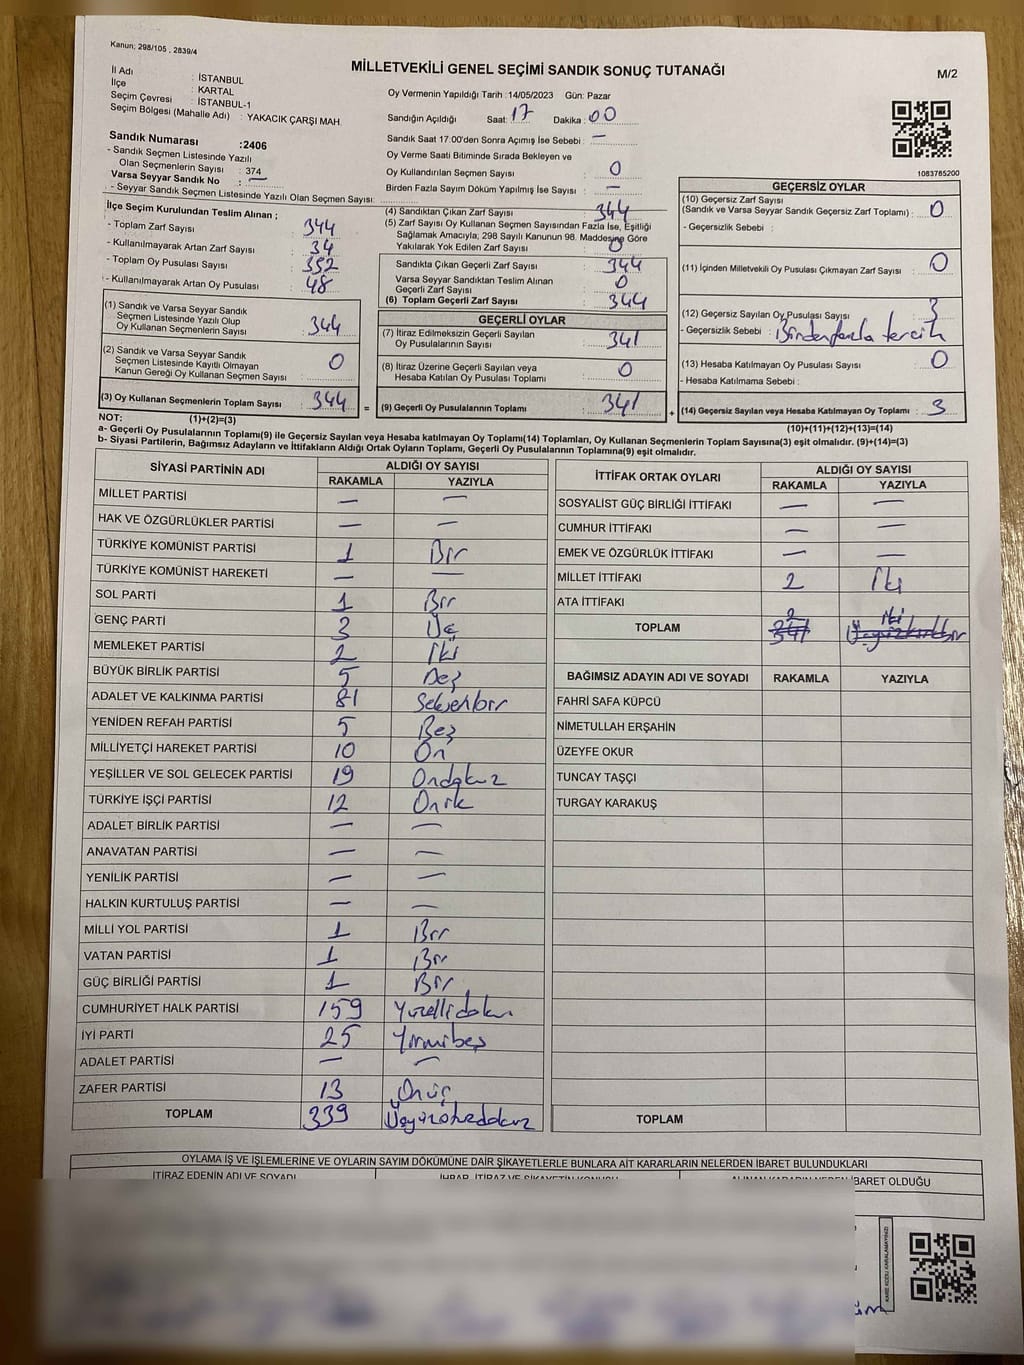 Kanun; 298/105 , 2839/4
MİLLETVEKİLİ GENEL SEÇİMİ SANDIK SONUÇ TUTANAĞI
M/2
İl Adı : İSTANBUL
İlçe : KARTAL
Seçim Çevresi : İSTANBUL-1
Seçim Bölgesi (Mahalle Adı) : YAKACIK ÇARŞI MAH.
Sandık Numarası :2406
- Sandık Seçmen Listesinde Yazılı
Olan Seçmenlerin Sayısı : 374
Varsa Seyyar Sandık No : —
- Seyyar Sandık Seçmen Listesinde Yazılı Olan Seçmen Sayısı:
Oy Vermenin Yapıldığı Tarih :14/05/2023 Gün: Pazar
Sandığın Açıldığı Saat: 17 Dakika : 00
Sandık Saat 17.00'den Sonra Açımış İse Sebebi : —
Oy Verme Saati Bitiminde Sırada Bekleyen ve
Oy Kullandırılan Seçmen Sayısı : 0
Birden Fazla Sayım Döküm Yapılmış İse Sayısı : —
1083785200
İlçe Seçim Kurulundan Teslim Alınan ;
- Toplam Zarf Sayısı : 344
- Kullanılmayarak Artan Zarf Sayısı : 34
- Toplam Oy Pusulası Sayısı : 392
- Kullanılmayarak Artan Oy Pusulası : 48
(1) Sandık ve Varsa Seyyar Sandık
Seçmen Listesinde Yazılı Olup
Oy Kullanan Seçmenlerin Sayısı : 344
(2) Sandık ve Varsa Seyyar Sandık
Seçmen Listesinde Kayıtlı Olmayan
Kanun Gereği Oy Kullanan Seçmen Sayısı : 0
(3) Oy Kullanan Seçmenlerin Toplam Sayısı : 344
(4) Sandıktan Çıkan Zarf Sayısı : 344
(5) Zarf Sayısı Oy Kullanan Seçmen Sayısından Fazla İse, Eşitliği
Sağlamak Amacıyla; 298 Sayılı Kanunun 98. Maddesine Göre
Yakılarak Yok Edilen Zarf Sayısı : 0
Sandıkta Çıkan Geçerli Zarf Sayısı : 344
Varsa Seyyar Sandıktan Teslim Alınan
Geçerli Zarf Sayısı : 0
(6) Toplam Geçerli Zarf Sayısı : 344
GEÇERLİ OYLAR
(7) İtiraz Edilmeksizin Geçerli Sayılan
Oy Pusulalarının Sayısı : 341
(8) İtiraz Üzerine Geçerli Sayılan veya
Hesaba Katılan Oy Pusulası Toplamı : 0
= (9) Geçerli Oy Pusulalarının Toplamı : 341
GEÇERSİZ OYLAR
(10) Geçersiz Zarf Sayısı
(Sandık ve Varsa Seyyar Sandık Geçersiz Zarf Toplamı) : 0
- Geçersizlik Sebebi :
(11) İçinden Milletvekili Oy Pusulası Çıkmayan Zarf Sayısı : 0
(12) Geçersiz Sayılan Oy Pusulası Sayısı : 3
- Geçersizlik Sebebi : Birden fazla tercih
(13) Hesaba Katılmayan Oy Pusulası Sayısı : 0
- Hesaba Katılmama Sebebi :
+ (14) Geçersiz Sayılan veya Hesaba Katılmayan Oy Toplamı : 3
NOT: (1)+(2)=(3)
(10)+(11)+(12)+(13)=(14)
a- Geçerli Oy Pusulalarının Toplamı(9) ile Geçersiz Sayılan veya Hesaba katılmayan Oy Toplamı(14) Toplamları, Oy Kullanan Seçmenlerin Toplam Sayısına(3) eşit olmalıdır. (9)+(14)=(3)
b- Siyasi Partilerin, Bağımsız Adayların ve İttifakların Aldığı Ortak Oyların Toplamı, Geçerli Oy Pusulalarının Toplamına(9) eşit olmalıdır.
SİYASİ PARTİNİN ADI ALDIĞI OY SAYISI
RAKAMLA YAZIYLA
MİLLET PARTİSİ — —
HAK VE ÖZGÜRLÜKLER PARTİSİ — —
TÜRKİYE KOMÜNİST PARTİSİ 1 Bir
TÜRKİYE KOMÜNİST HAREKETİ — —
SOL PARTİ 1 Bir
GENÇ PARTİ 3 Üç
MEMLEKET PARTİSİ 2 İki
BÜYÜK BİRLİK PARTİSİ 5 Beş
ADALET VE KALKINMA PARTİSİ 81 Seksenbir
YENİDEN REFAH PARTİSİ 5 Beş
MİLLİYETÇİ HAREKET PARTİSİ 10 On
YEŞİLLER VE SOL GELECEK PARTİSİ 19 Ondokuz
TÜRKİYE İŞÇİ PARTİSİ 12 Oniki
ADALET BİRLİK PARTİSİ — —
ANAVATAN PARTİSİ — —
YENİLİK PARTİSİ — —
HALKIN KURTULUŞ PARTİSİ — —
MİLLİ YOL PARTİSİ 1 Bir
VATAN PARTİSİ 1 Bir
GÜÇ BİRLİĞİ PARTİSİ 1 Bir
CUMHURİYET HALK PARTİSİ 159 Yüzellidokuz
İYİ PARTİ 25 Yirmibeş
ADALET PARTİSİ — —
ZAFER PARTİSİ 13 Onüç
TOPLAM 339 Üçyüzotuzdokuz
İTTİFAK ORTAK OYLARI ALDIĞI OY SAYISI
RAKAMLA YAZIYLA
SOSYALİST GÜÇ BİRLİĞİ İTTİFAKI — —
CUMHUR İTTİFAKI — —
EMEK VE ÖZGÜRLÜK İTTİFAKI — —
MİLLET İTTİFAKI 2 İki
ATA İTTİFAKI
TOPLAM 2 İki
341 Üçyüzkırkbir
BAĞIMSIZ ADAYIN ADI VE SOYADI RAKAMLA YAZIYLA
FAHRİ SAFA KÜPCÜ
NİMETULLAH ERŞAHİN
ÜZEYFE OKUR
TUNCAY TAŞÇI
TURGAY KARAKUŞ
TOPLAM
OYLAMA İŞ VE İŞLEMLERİNE VE OYLARIN SAYIM DÖKÜMÜNE DAİR ŞİKAYETLERLE BUNLARA AİT KARARLARIN NELERDEN İBARET BULUNDUKLARI
İTİRAZ EDENİN ADI VE SOYADI İHBAR, İTİRAZ VE ŞİKAYETİN KONUSU ALINAN KARARIN NEDEN İBARET OLDUĞU
KARE KODU KARALAMAYINIZ!